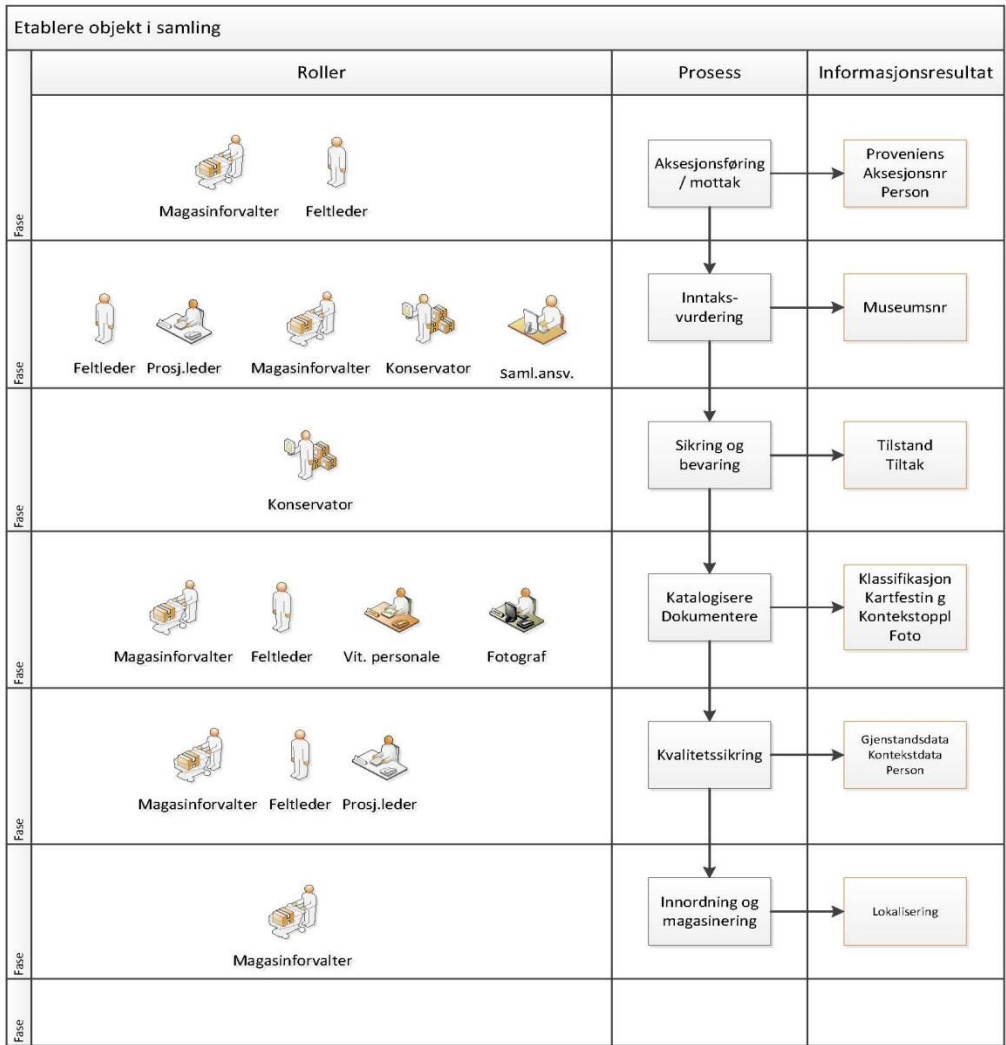 Etablere objekt i samling
Roller
Prosess
Informasjonsresultat
Fase
Magasinforvalter
Feltleder
Aksesjonsføring
/ mottak
Proveniens
Aksesjonsnr
Person
Fase
Feltleder
Prosj.leder
Magasinforvalter
Konservator
Saml.ansv.
Inntaks-
vurdering
Museumsnr
Fase
Konservator
Sikring og
bevaring
Tilstand
Tiltak
Fase
Magasinforvalter
Feltleder
Vit. personale
Fotograf
Katalogisere
Dokumentere
Klassifikasjon
Kartfestin g
Kontekstoppl
Foto
Fase
Magasinforvalter
Feltleder
Prosj.leder
Kvalitetssikring
Gjenstandsdata
Kontekstdata
Person
Fase
Magasinforvalter
Innordning og
magasinering
Lokalisering
Fase